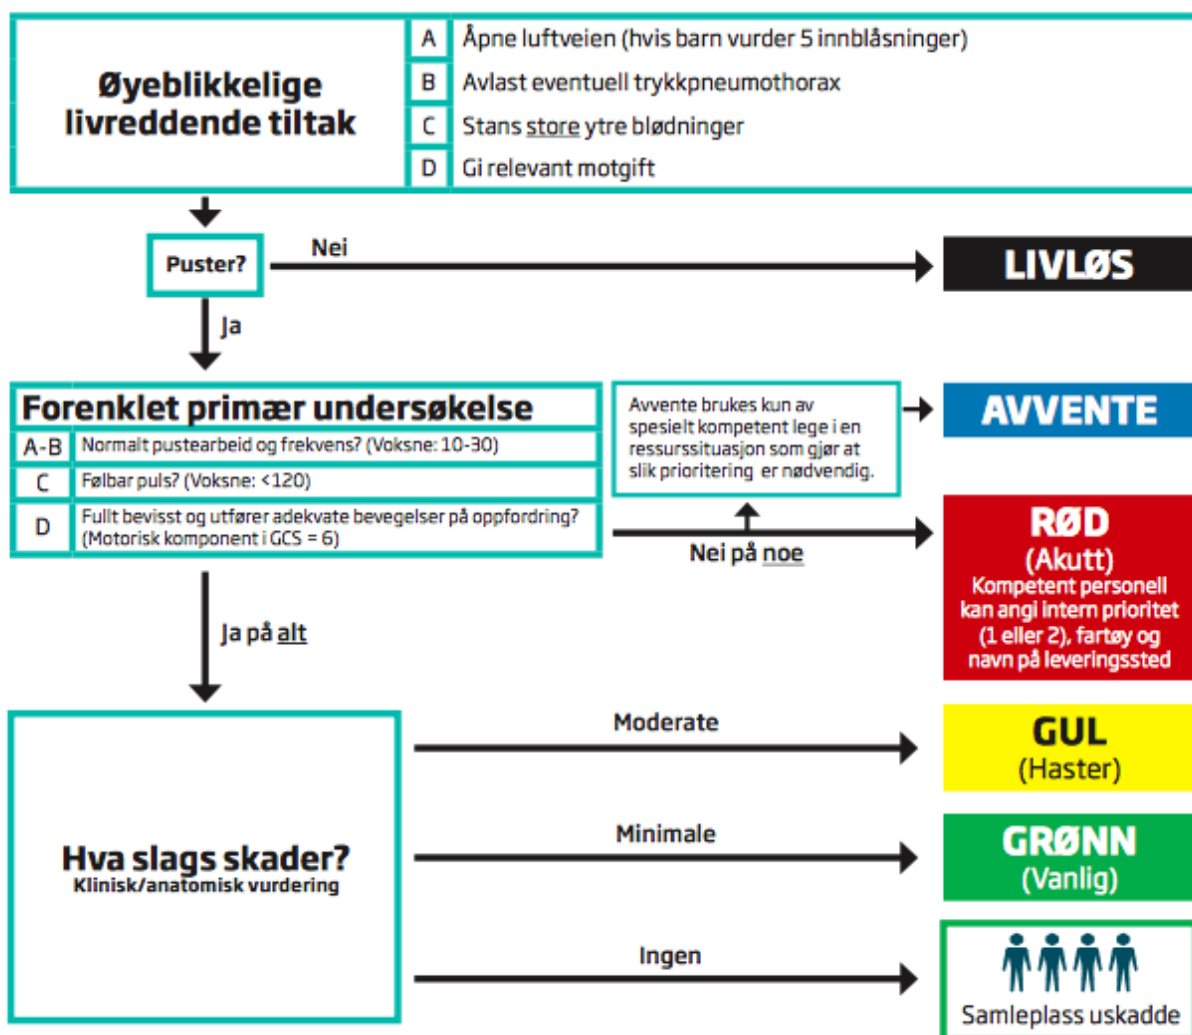 Øyeblikkelige
livreddende tiltak
A Åpne luftveien (hvis barn vurder 5 innblåsninger)
B Avlast eventuell trykkpneumothorax
C Stans store ytre blødninger
D Gi relevant motgift
Puster?
Nei
LIVLØS
Ja
Forenklet primær undersøkelse
A-B Normalt pustearbeid og frekvens? (Voksne: 10-30)
C Følbar puls? (Voksne: <120)
D Fullt bevisst og utfører adekvate bevegelser på oppfordring?
(Motorisk komponent i GCS = 6)
Avvente brukes kun av
spesielt kompetent lege i en
ressurssituasjon som gjør at
slik prioritering er nødvendig.
AVVENTE
Nei på noe
RØD
(Akutt)
Kompetent personell
kan angi intern prioritet
(1 eller 2), fartøy og
navn på leveringssted
Ja på alt
Hva slags skader?
Klinisk/anatomisk vurdering
Moderate
GUL
(Haster)
Minimale
GRØNN
(Vanlig)
Ingen
Samleplass uskadde